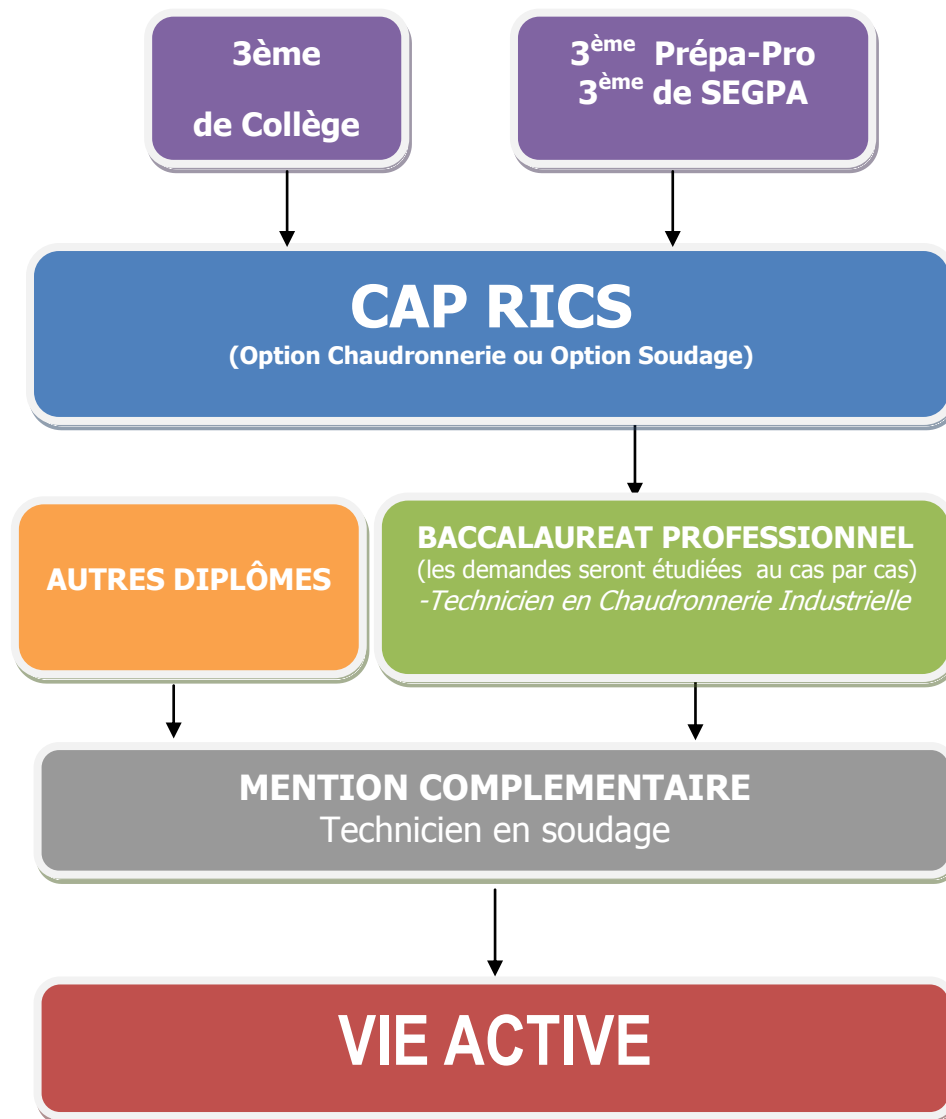 3ème
de Collège
3ème Prépa-Pro
3ème de SEGPA
CAP RICS
(Option Chaudronnerie ou Option Soudage)
AUTRES DIPLÔMES
BACCALAUREAT PROFESSIONNEL
(les demandes seront étudiées au cas par cas)
-Technicien en Chaudronnerie Industrielle
MENTION COMPLEMENTAIRE
Technicien en soudage
VIE ACTIVE